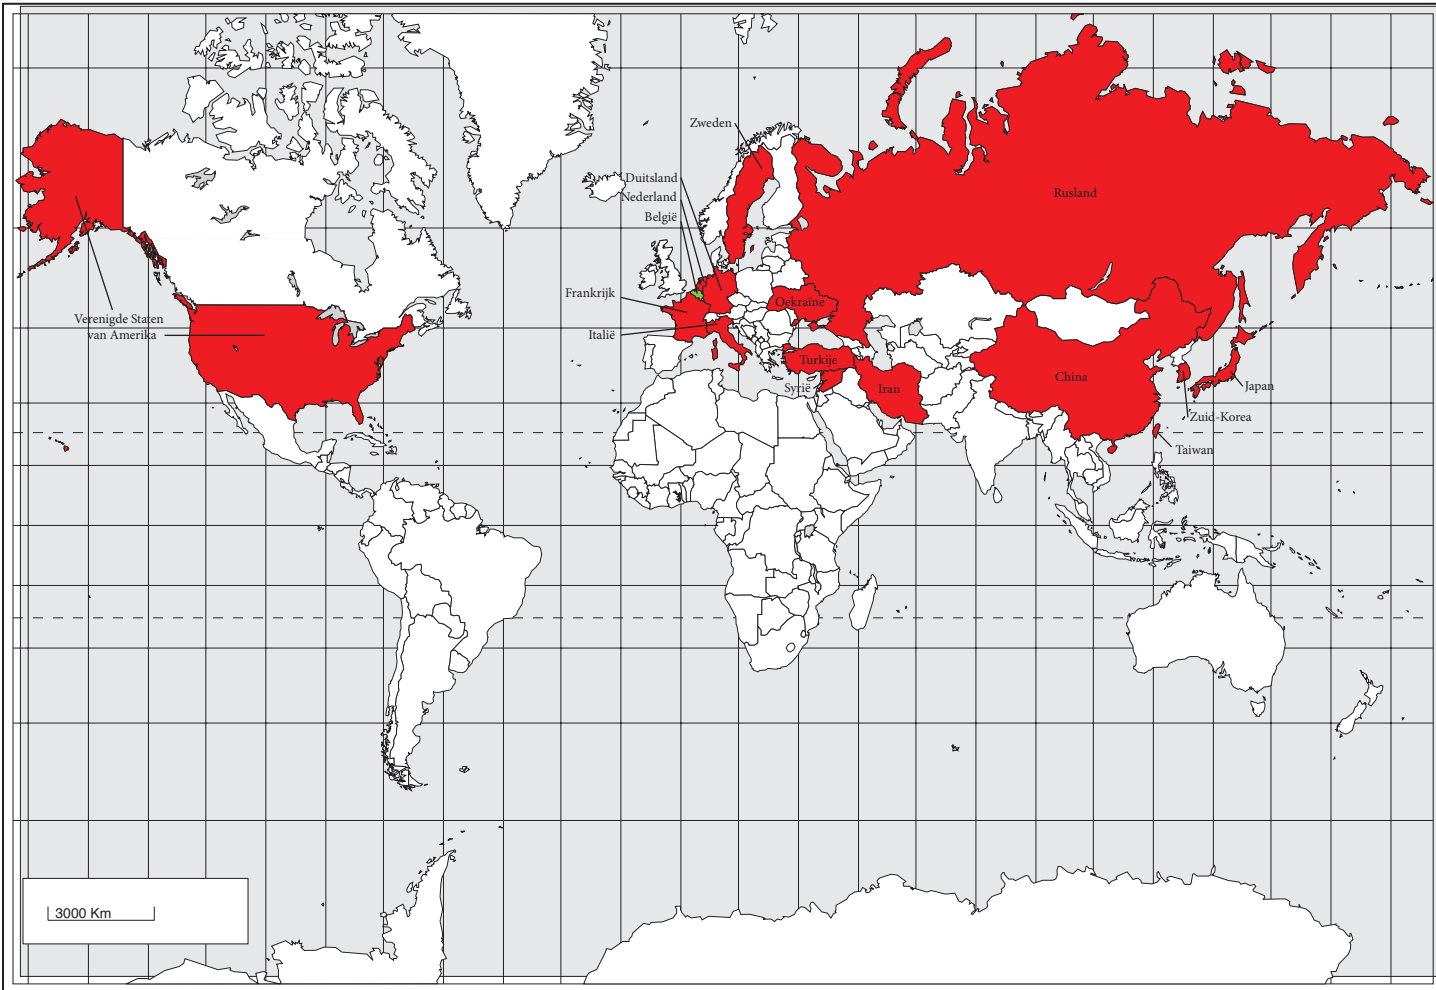 Zweden
Duitsland
Nederland
België
Rusland
Frankrijk
Oekraïne
Verenigde Staten
van Amerika
Italië
Turkije
Syrië
Iran
China
Japan
Zuid-Korea
Taiwan
3000 Km